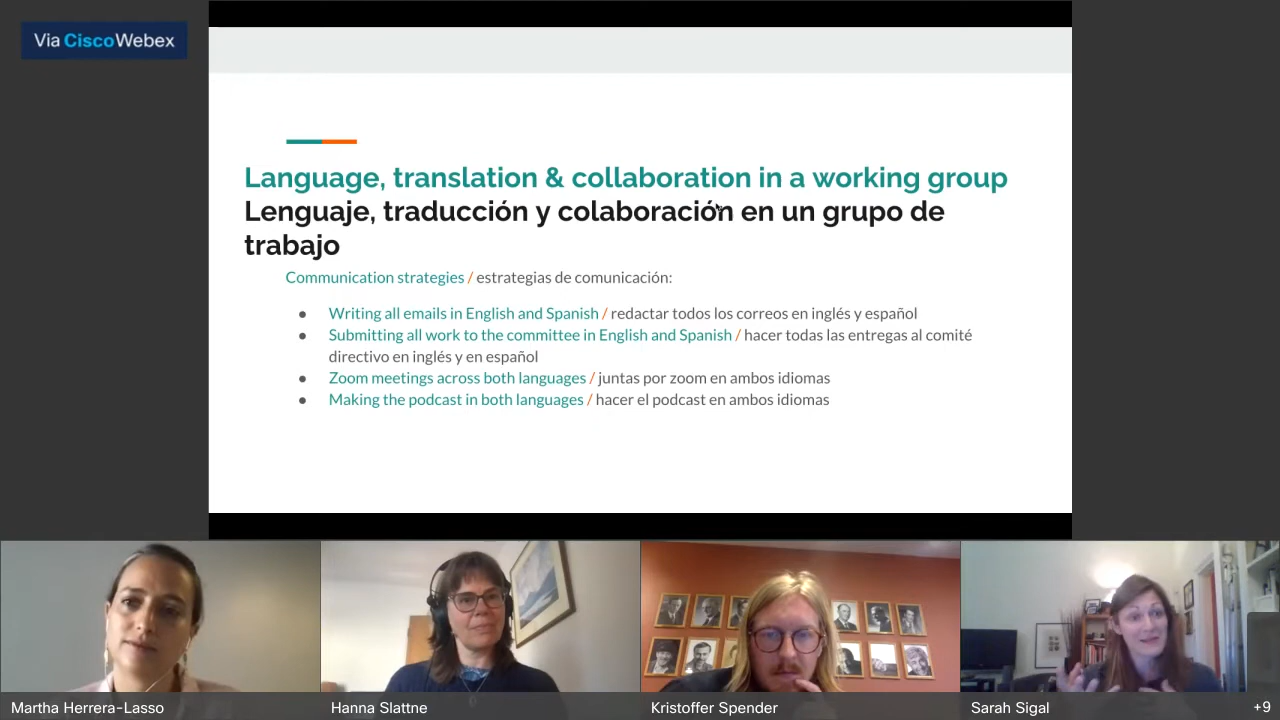 Via CiscoWebex
Language, translation & collaboration in a working group
Lenguaje, traducción y colaboración en un grupo de
trabajo
Communication strategies / estrategias de comunicación:
● Writing all emails in English and Spanish / redactar todos los correos en inglés y español
● Submitting all work to the committee in English and Spanish / hacer todas las entregas al comité
directivo en inglés y en español
● Zoom meetings across both languages / juntas por zoom en ambos idiomas
● Making the podcast in both languages / hacer el podcast en ambos idiomas
Martha Herrera-Lasso
Hanna Slattne
Kristoffer Spender
Sarah Sigal
+9